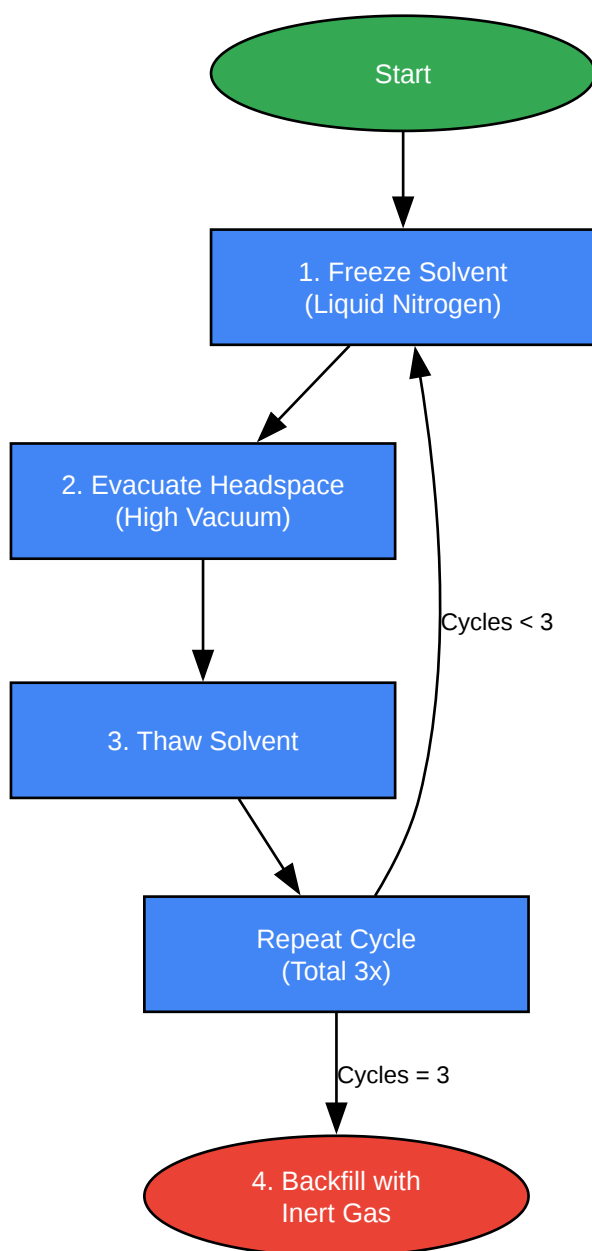 Start
1. Freeze Solvent
(Liquid Nitrogen)
2. Evacuate Headspace
(High Vacuum)
Cycles < 3
3. Thaw Solvent
Repeat Cycle
(Total 3x)
Cycles = 3
4. Backfill with
Inert Gas